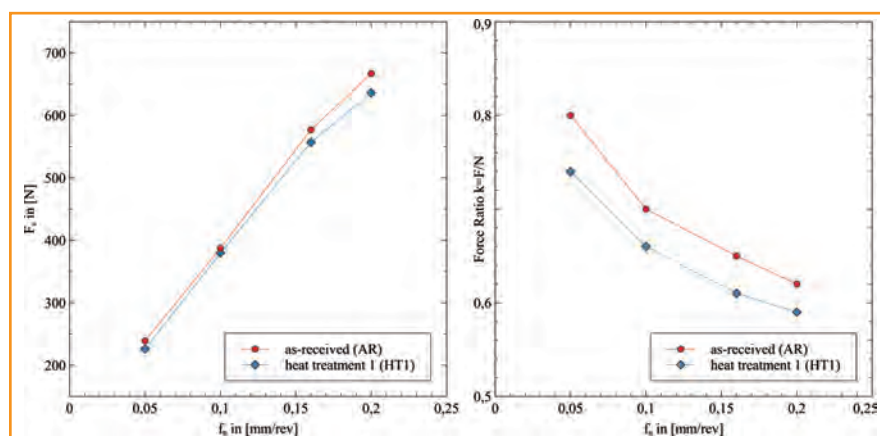 700
600
500
400
300
200
0
0,05
0,1
0,15
0,2
0,25
F_c in [N]
f_n in [mm/rev]
as-received (AR)
heat treatment 1 (HT1)
0,9
0,8
0,6
0,5
0
0,05
0,1
0,15
0,2
0,25
Force Ratio k=F/N
f_n in [mm/rev]
as-received (AR)
heat treatment 1 (HT1)